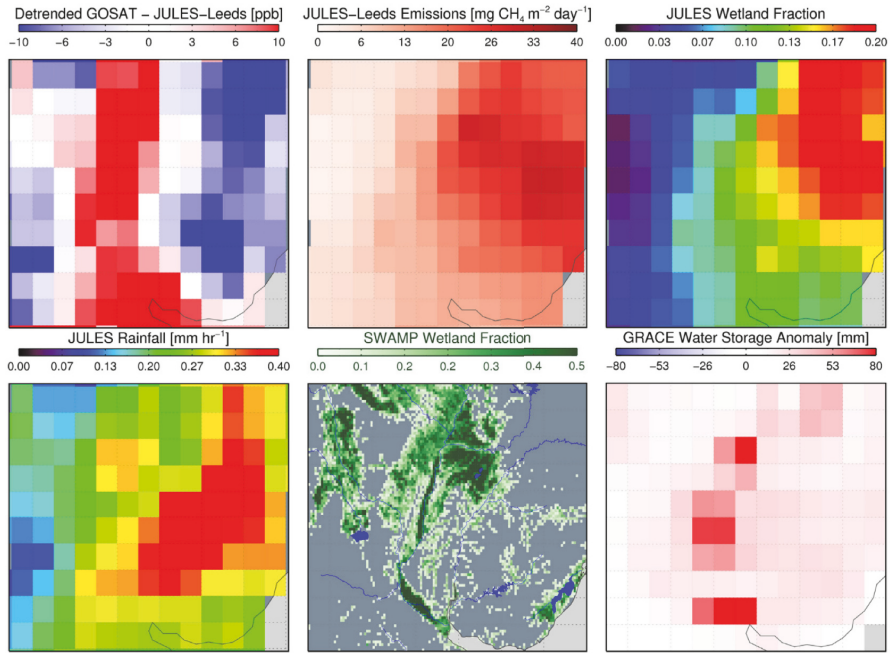 Detrended GOSAT − JULES−Leeds [ppb]
−10 −6 −3 0 3 6 10
JULES−Leeds Emissions [mg CH₄ m⁻² day⁻¹]
0 6 13 20 26 33 40
JULES Wetland Fraction
0.00 0.03 0.07 0.10 0.13 0.17 0.20
JULES Rainfall [mm hr⁻¹]
0.00 0.07 0.13 0.20 0.27 0.33 0.40
SWAMP Wetland Fraction
0.0 0.1 0.2 0.2 0.3 0.4 0.5
GRACE Water Storage Anomaly [mm]
−80 −53 −26 0 26 53 80